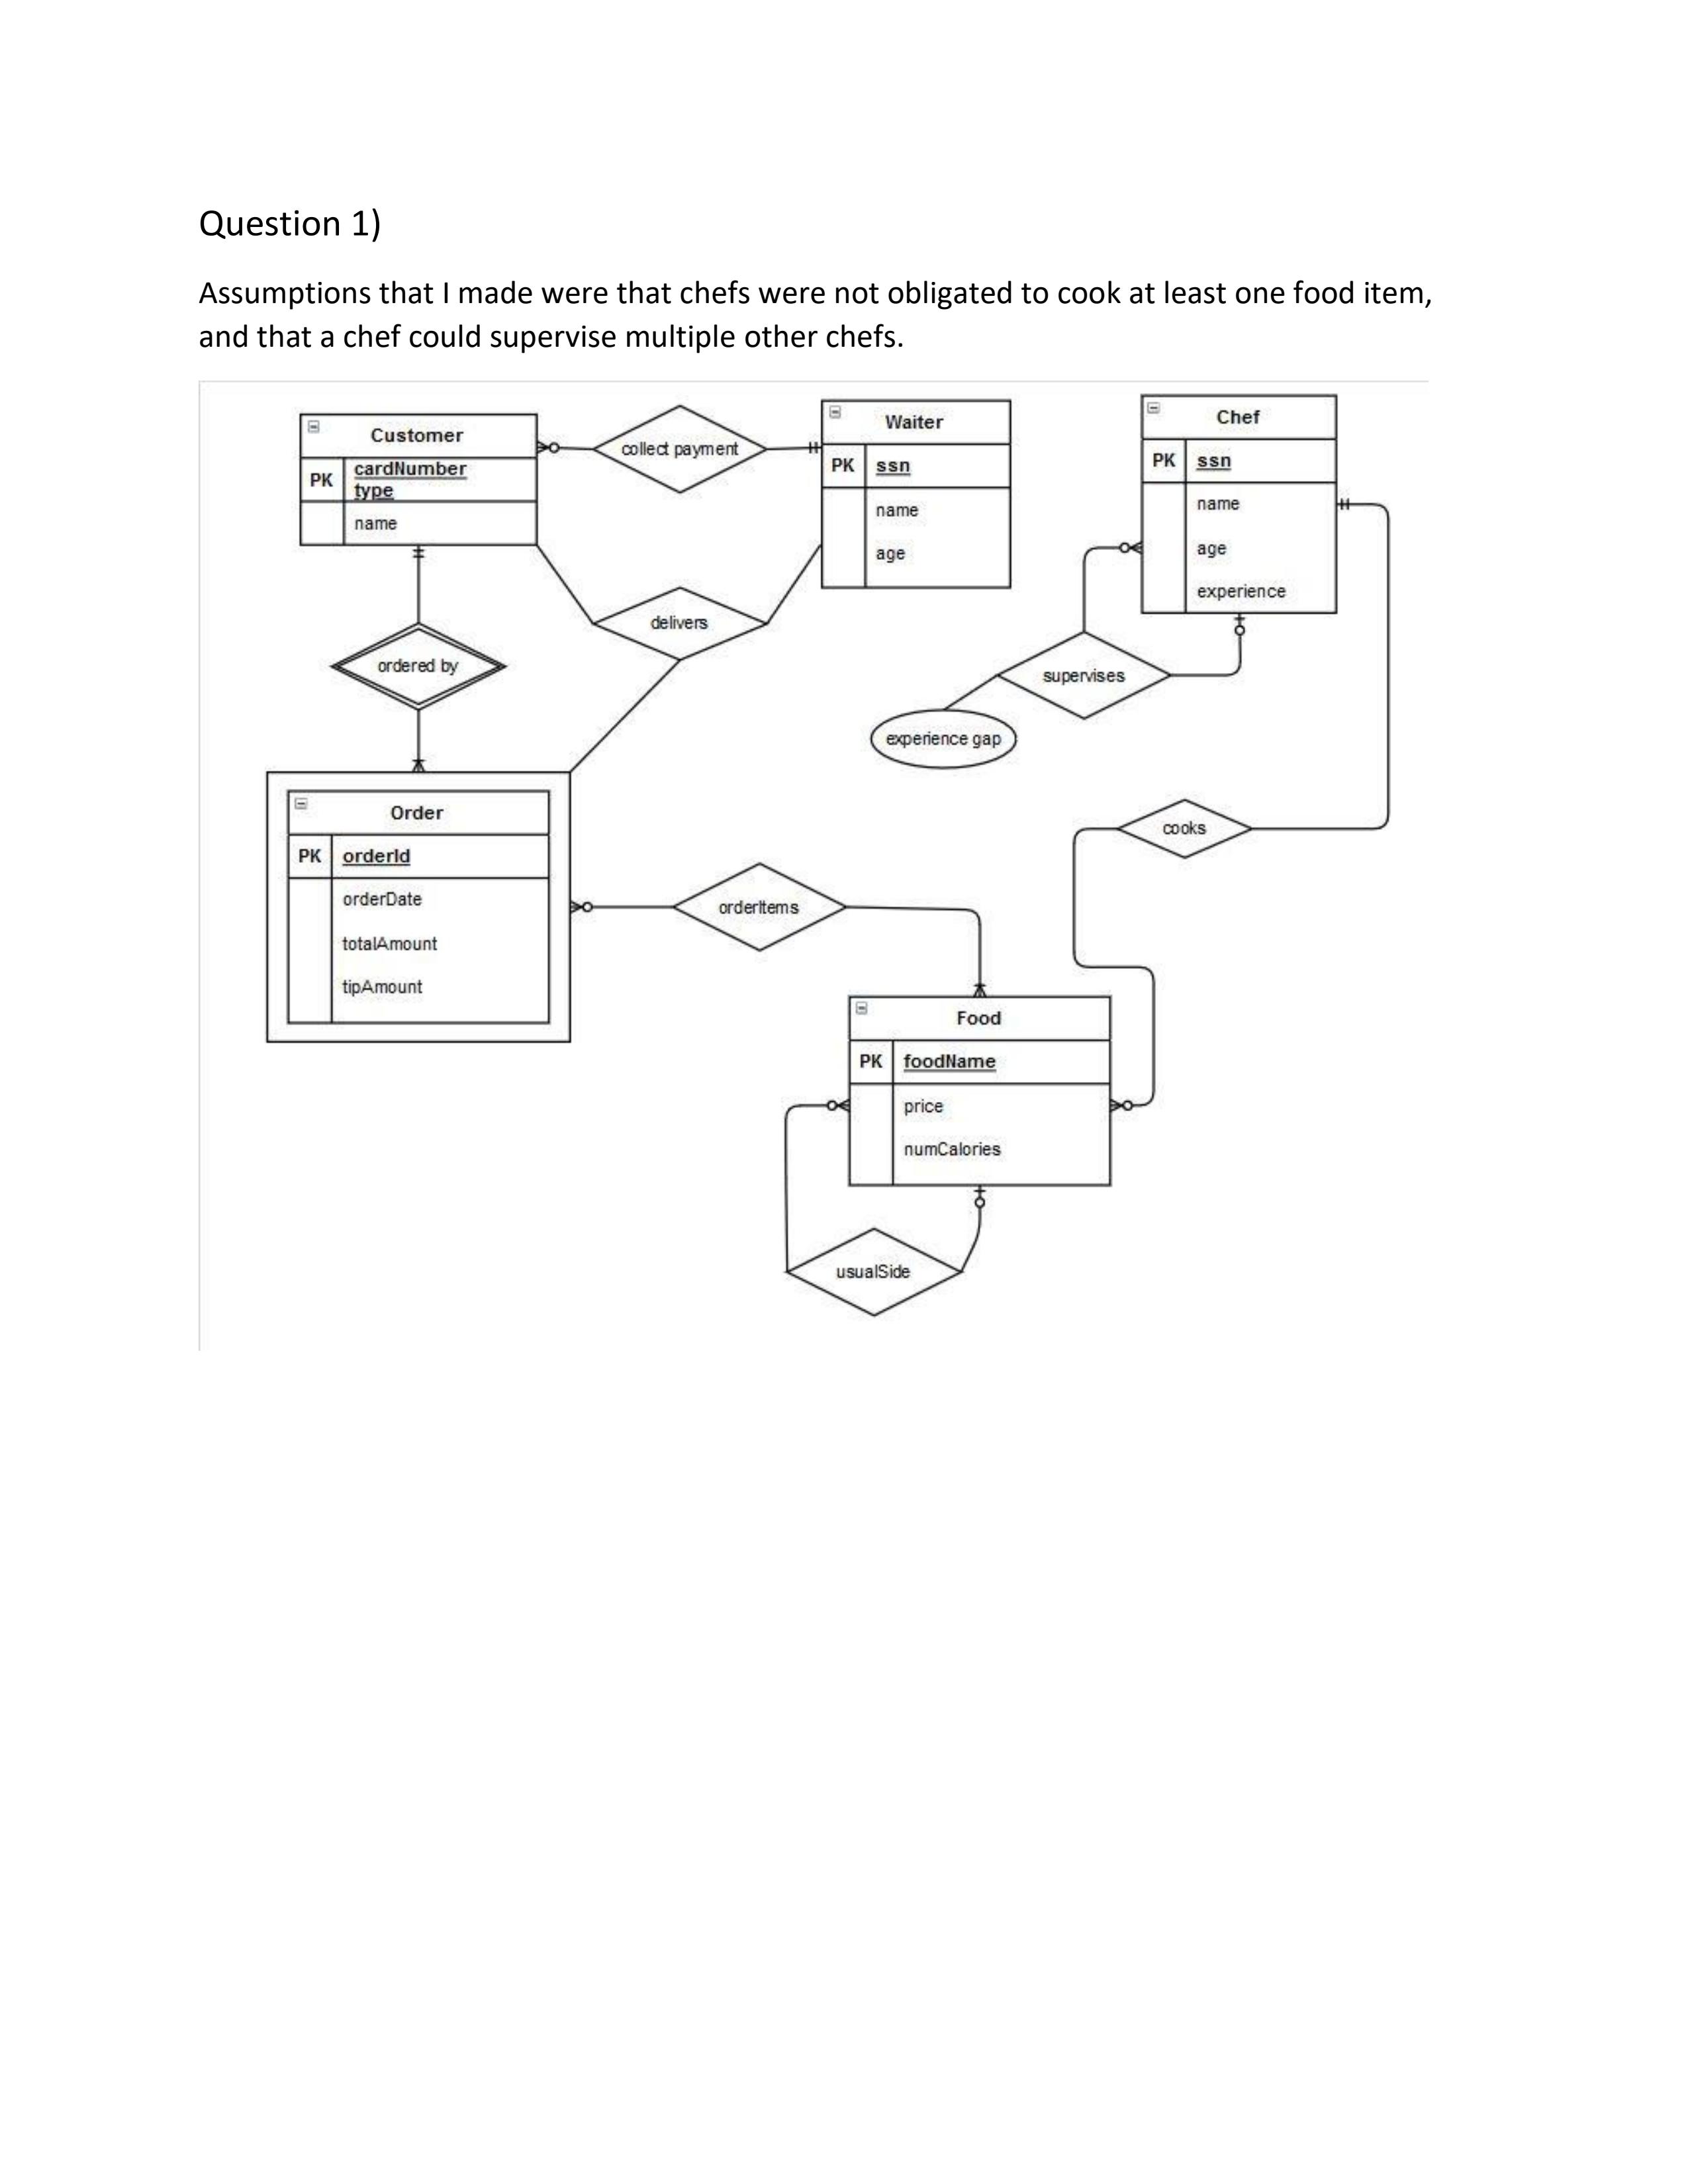 Question 1)
Assumptions that I made were that chefs were not obligated to cook at least one food item,
and that a chef could supervise multiple other chefs.
Customer
PK
cardNumber
type
name
collect payment
Waiter
PK
ssn
name
age
Chef
PK
ssn
name
age
experience
delivers
ordered by
supervises
experience gap
cooks
Order
PK
orderId
orderDate
totalAmount
tipAmount
orderItems
Food
PK
foodName
price
numCalories
usualSide